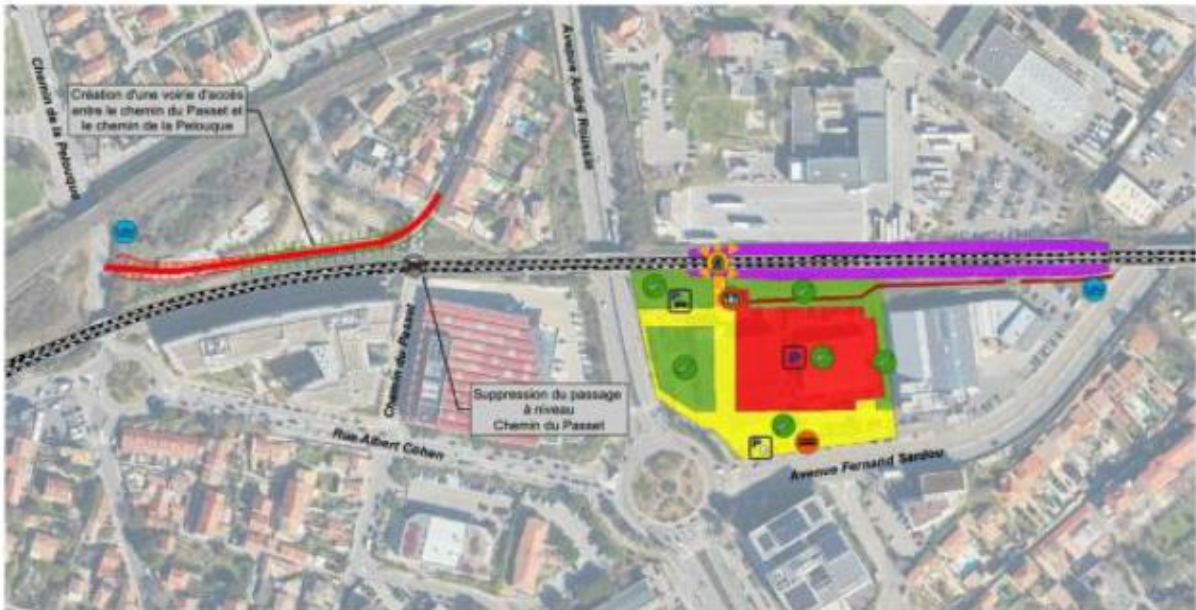 Chemin de la Pelouque
Création d'une voirie d'accès
entre le chemin du Passet et
le chemin de la Pelouque
Avenue André Roussin
Chemin du Passet
Suppression du passage
à niveau
Chemin du Passet
Rue Albert Cohen
Avenue Fernand Sardou
P
P